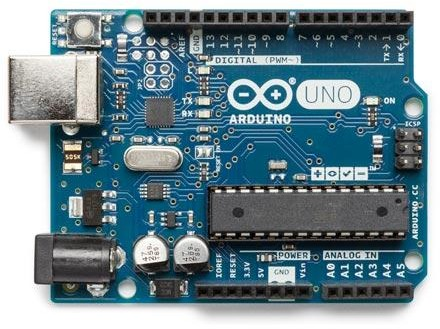 RESET
AREF
GND
13
12
~11
~10
~9
8
7
~6
~5
4
~3
2
TX→1
RX←0
DIGITAL (PWM~)
TX
RX
UNO
ARDUINO
ON
ICSP
ARDUINO.CC
IOREF
RESET
3.3V
5V
GND
Vin
POWER
ANALOG IN
A0
A1
A2
A3
A4
A5